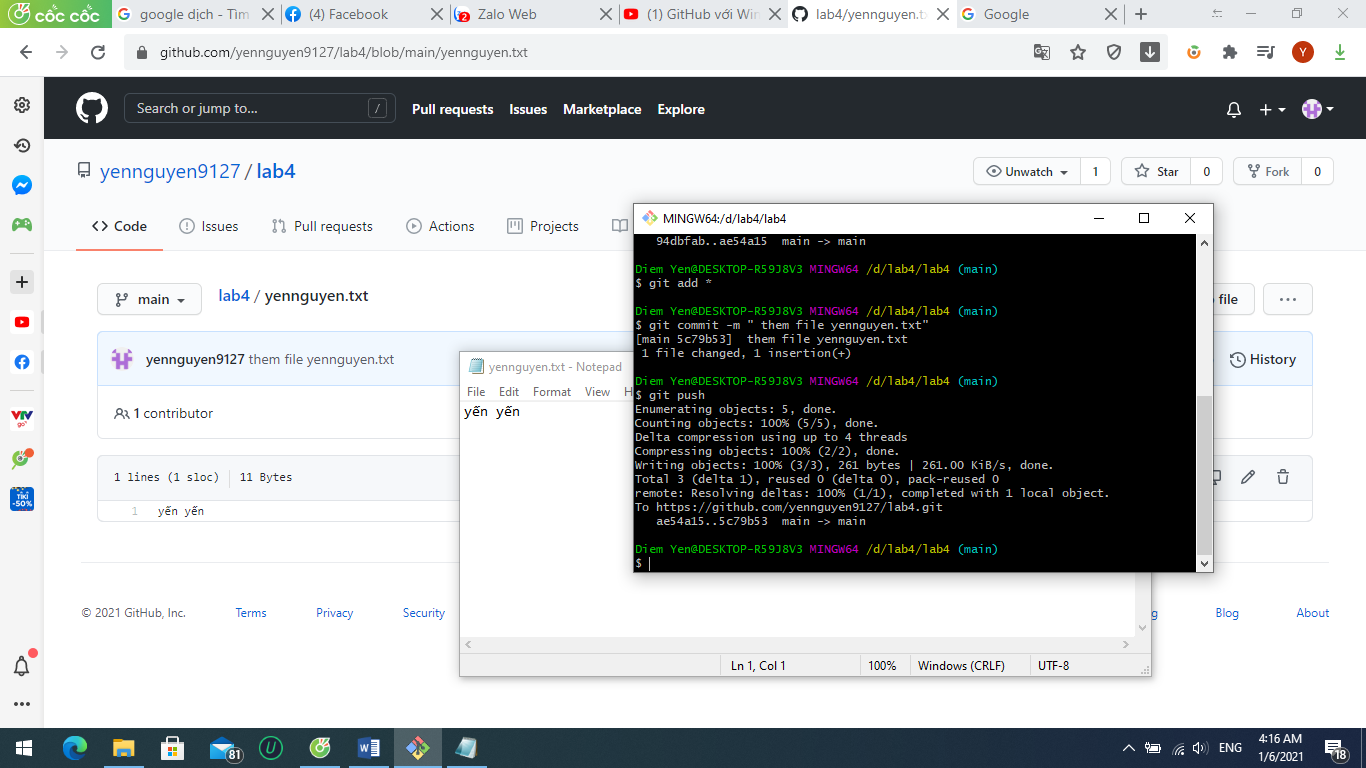 cốc cốc
google dịch - Tìm
(4) Facebook
Zalo Web
(1) GitHub với Win
lab4/yennguyen.tx
Google
github.com/yennguyen9127/lab4/blob/main/yennguyen.txt
Y
Search or jump to...
/
Pull requests
Issues
Marketplace
Explore
yennguyen9127 / lab4
Unwatch
1
Star
0
Fork
0
Code
Issues
Pull requests
Actions
Projects
main
lab4 / yennguyen.txt
file
yennguyen9127 them file yennguyen.txt
History
1 contributor
1 lines (1 sloc)
11 Bytes
1 yến yến
© 2021 GitHub, Inc.
Terms
Privacy
Security
Blog
About
yennguyen.txt - Notepad
File
Edit
Format
View
H
yến yến
Ln 1, Col 1
100%
Windows (CRLF)
UTF-8
MINGW64:/d/lab4/lab4
94dbfab..ae54a15 main -> main
Diem Yen@DESKTOP-R59J8V3 MINGW64 /d/lab4/lab4 (main)
$ git add *
Diem Yen@DESKTOP-R59J8V3 MINGW64 /d/lab4/lab4 (main)
$ git commit -m " them file yennguyen.txt"
[main 5c79b53] them file yennguyen.txt
1 file changed, 1 insertion(+)
Diem Yen@DESKTOP-R59J8V3 MINGW64 /d/lab4/lab4 (main)
$ git push
Enumerating objects: 5, done.
Counting objects: 100% (5/5), done.
Delta compression using up to 4 threads
Compressing objects: 100% (2/2), done.
Writing objects: 100% (3/3), 261 bytes | 261.00 KiB/s, done.
Total 3 (delta 1), reused 0 (delta 0), pack-reused 0
remote: Resolving deltas: 100% (1/1), completed with 1 local object.
To https://github.com/yennguyen9127/lab4.git
ae54a15..5c79b53 main -> main
Diem Yen@DESKTOP-R59J8V3 MINGW64 /d/lab4/lab4 (main)
$
VTV
go
TIKI
-50%
81
ENG
4:16 AM
1/6/2021
18